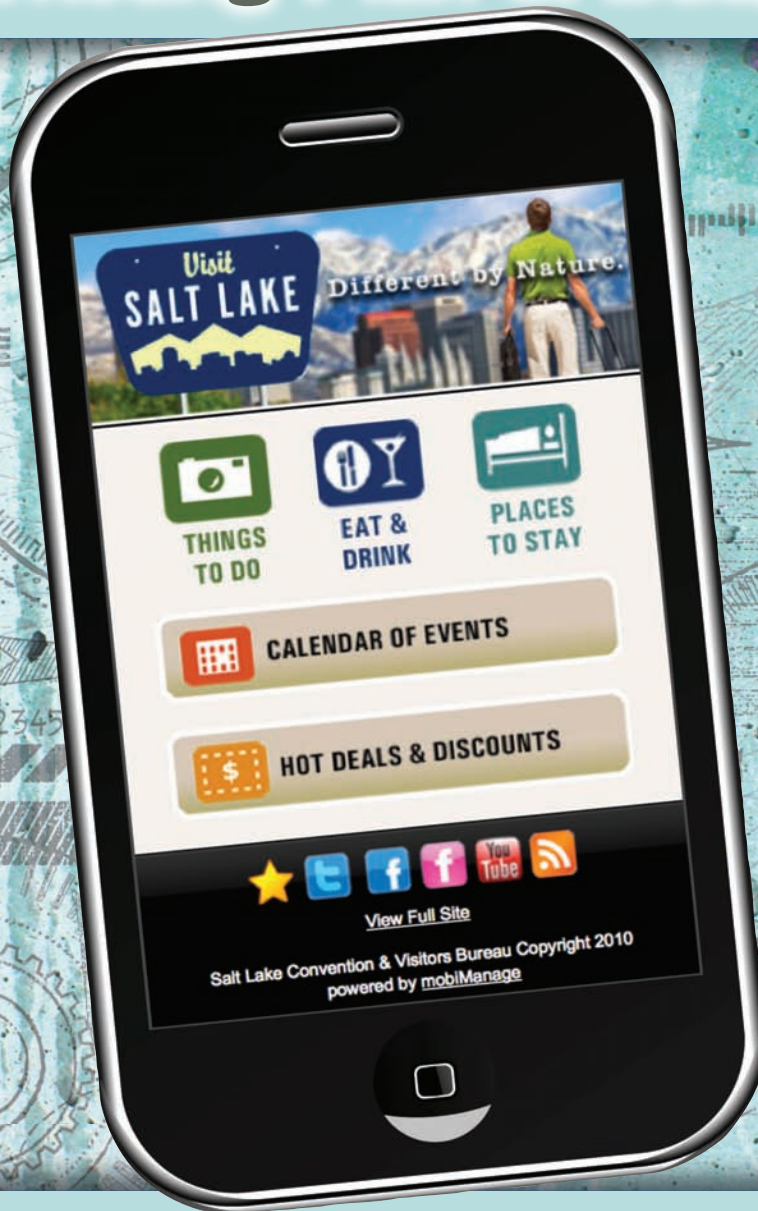 Visit
SALT LAKE
Different by Nature.
THINGS
TO DO
EAT &
DRINK
PLACES
TO STAY
CALENDAR OF EVENTS
$
HOT DEALS & DISCOUNTS
t
f
f
You
Tube
View Full Site
Salt Lake Convention & Visitors Bureau Copyright 2010
powered by mobiManage
2345